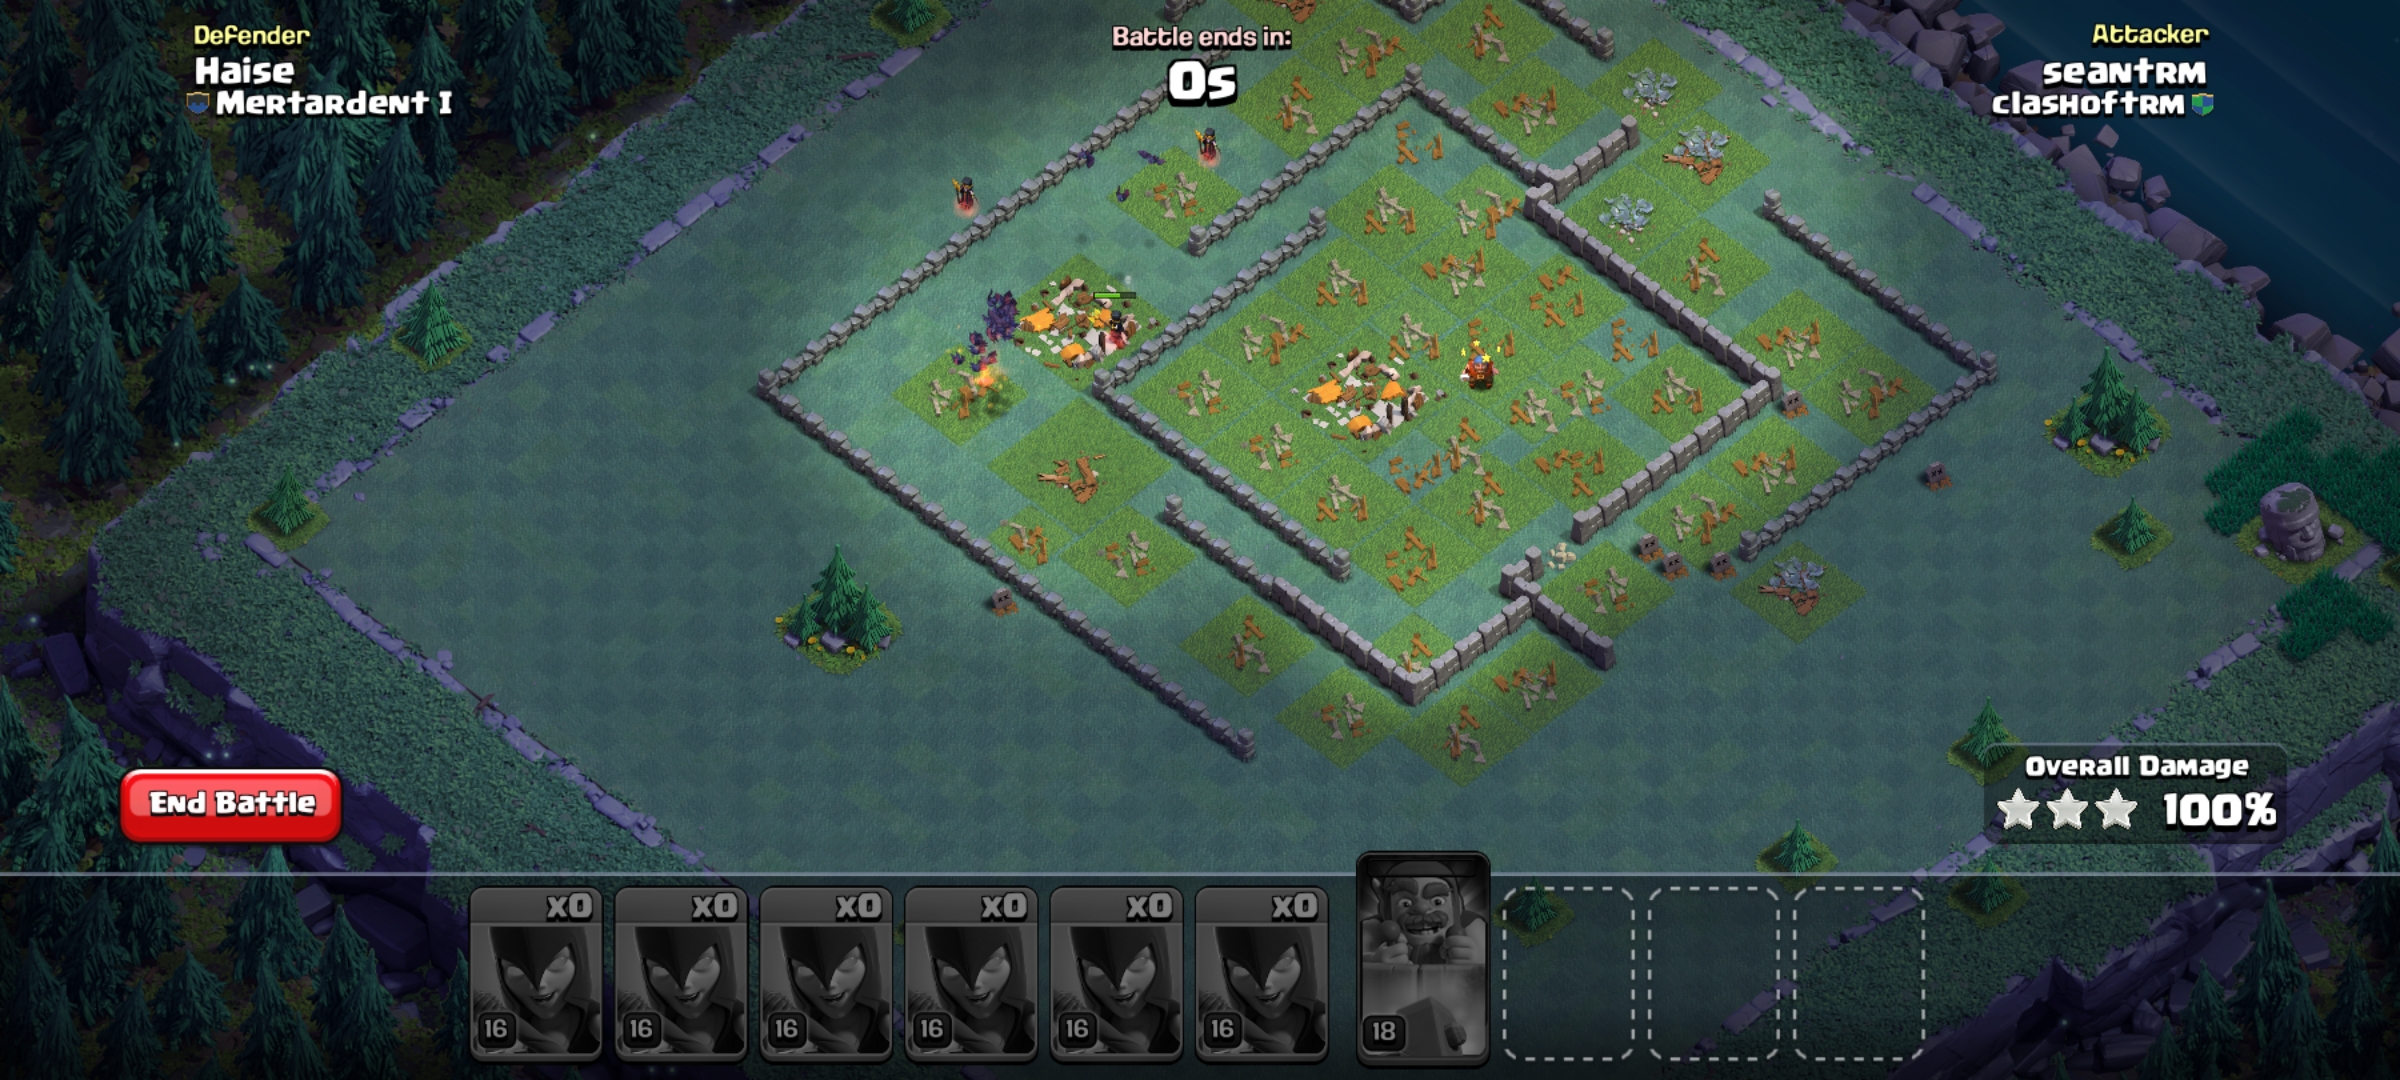 Defender
Haise
Mertardent I
Battle ends in:
0s
Attacker
seantRM
clashoftRM
End Battle
Overall Damage
100%
x0
x0
x0
x0
x0
x0
16
16
16
16
16
16
18